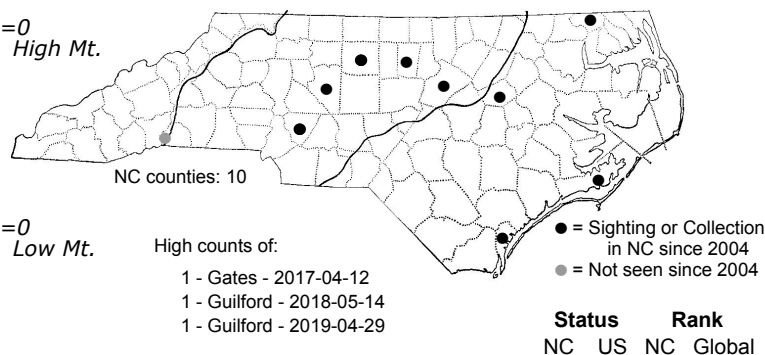 =0
High Mt.
NC counties: 10
=0
Low Mt.
High counts of:
1 - Gates - 2017-04-12
1 - Guilford - 2018-05-14
1 - Guilford - 2019-04-29
● = Sighting or Collection
in NC since 2004
● = Not seen since 2004
Status Rank
NC US NC Global